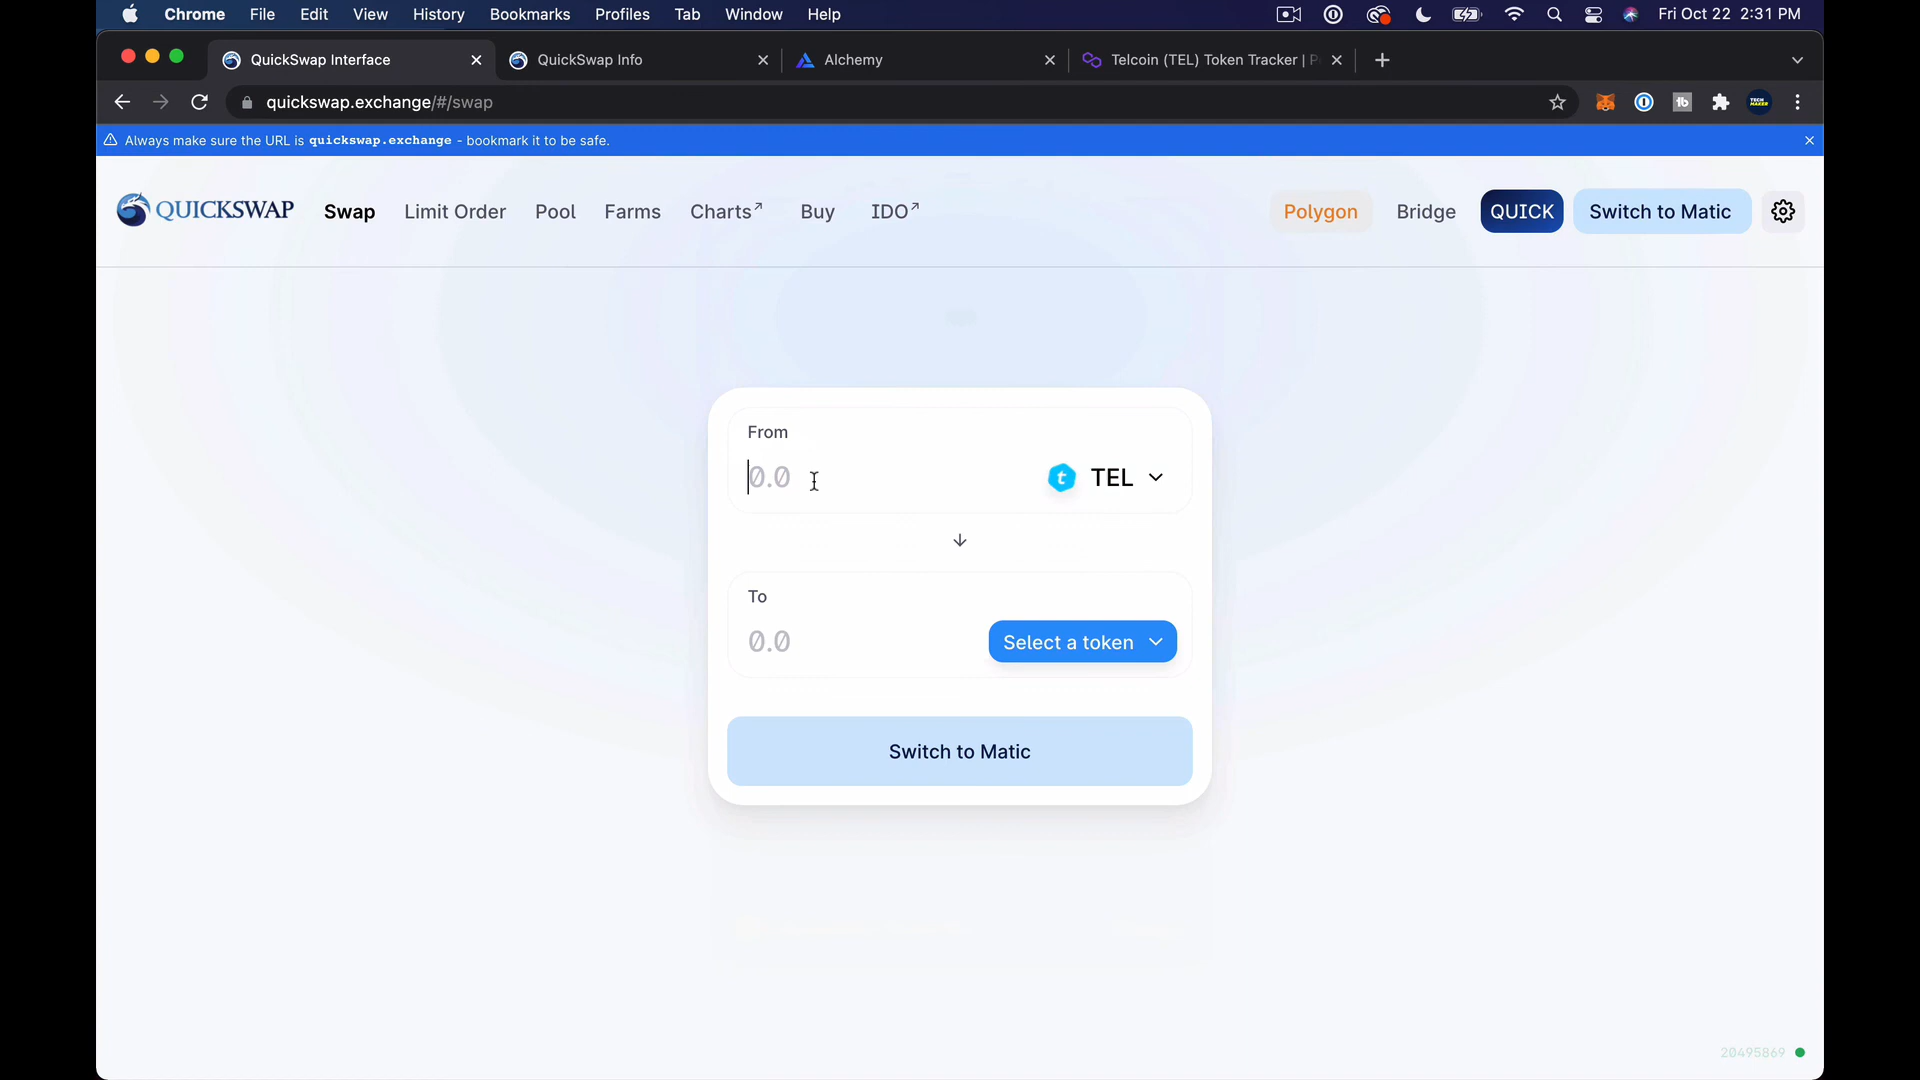 Chrome File Edit View History Bookmarks Profiles Tab Window Help Fri Oct 22 2:31 PM
QuickSwap Interface QuickSwap Info Alchemy Telcoin (TEL) Token Tracker | P
quickswap.exchange/#/swap
Always make sure the URL is quickswap.exchange - bookmark it to be safe.
QUICKSWAP Swap Limit Order Pool Farms Charts↗ Buy IDO↗ Polygon Bridge QUICK Switch to Matic
From
0.0 TEL
To
0.0 Select a token
Switch to Matic
20495869